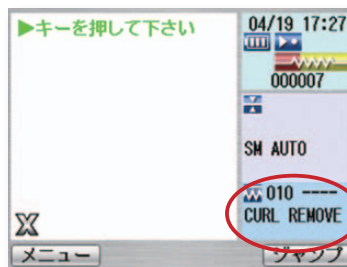 ▶キーを押して下さい
04/19 17:27
000007
SM AUTO
010 ----
CURL REMOVE
X
メニュー
ジャンプ